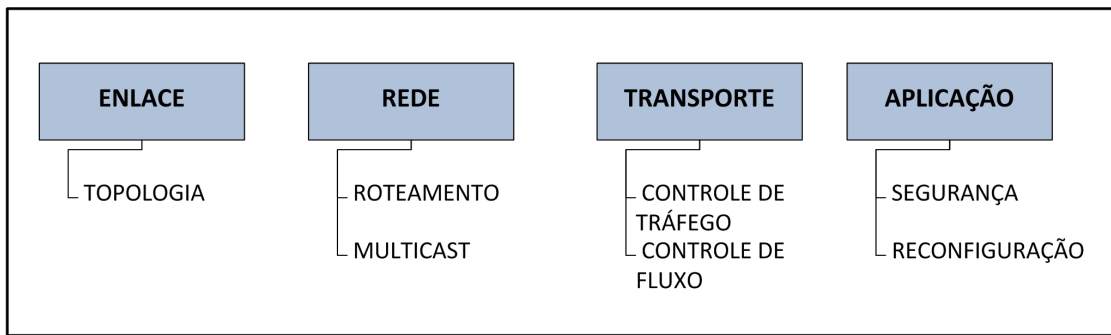 ENLACE
TOPOLOGIA
REDE
ROTEAMENTO
MULTICAST
TRANSPORTE
CONTROLE DE
TRÁFEGO
CONTROLE DE
FLUXO
APLICAÇÃO
SEGURANÇA
RECONFIGURAÇÃO